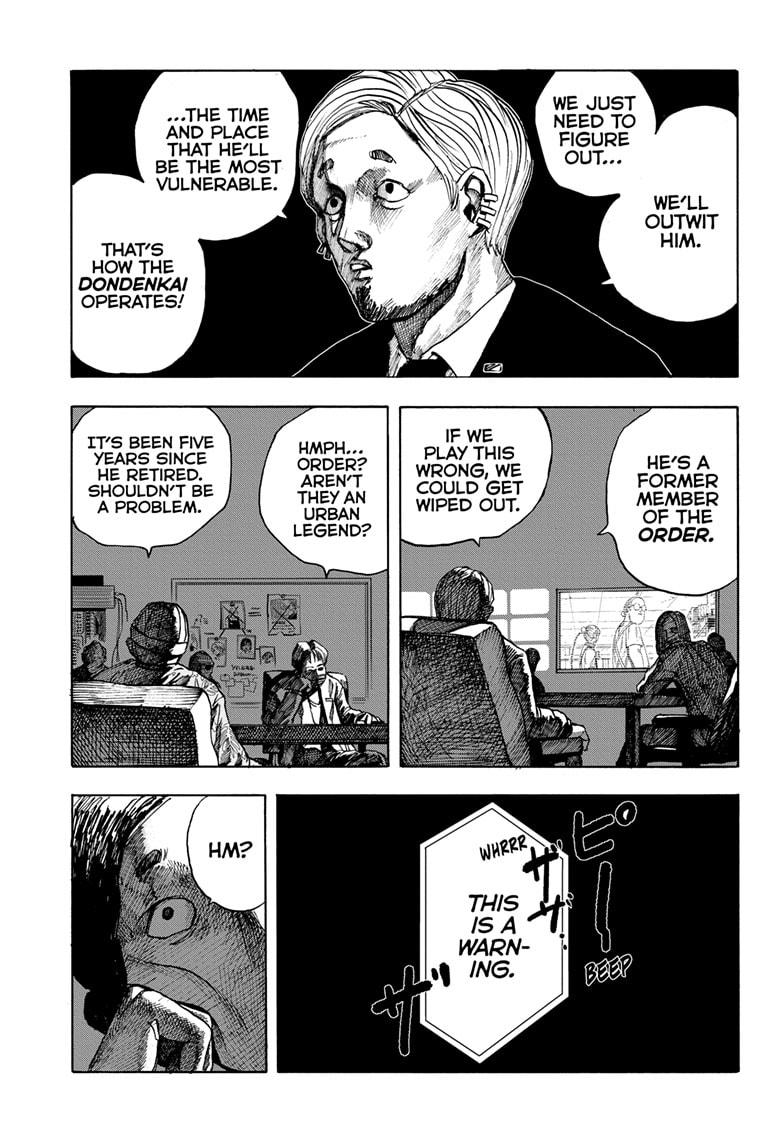 WE'LL
OUTWIT
HIM.
WE JUST
NEED TO
FIGURE
OUT...
...THE TIME
AND PLACE
THAT HE'LL
BE THE MOST
VULNERABLE.
THAT'S
HOW THE
DONDENKAI
OPERATES!
HE'S A
FORMER
MEMBER
OF THE
ORDER.
IF WE
PLAY THIS
WRONG, WE
COULD GET
WIPED OUT.
HMPH...
ORDER?
AREN'T
THEY AN
URBAN
LEGEND?
IT'S BEEN FIVE
YEARS SINCE
HE RETIRED.
SHOULDN'T BE
A PROBLEM.
ピー
BEEP
WHRRR
ザザ...
THIS
IS A
WARN-
ING.
ザ
HM?